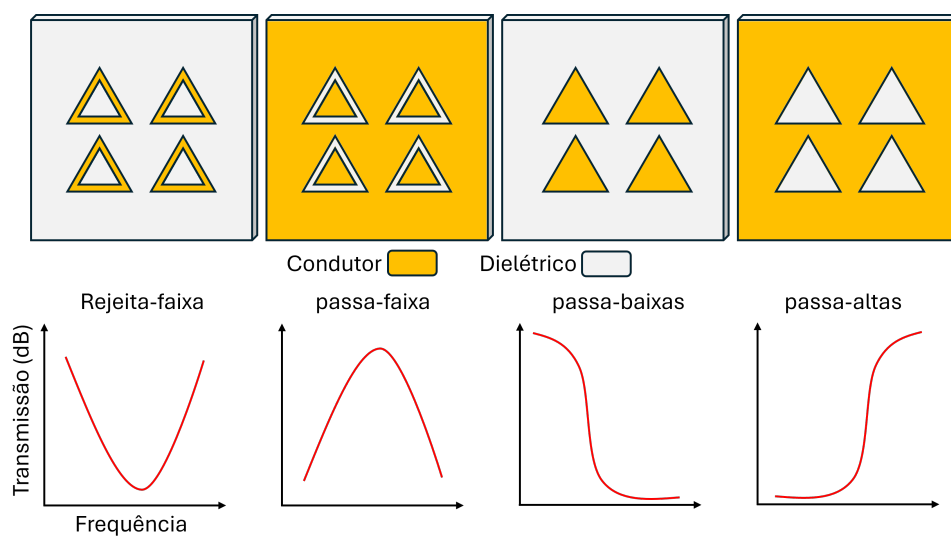 Condutor
Dielétrico
Rejeita-faixa
passa-faixa
passa-baixas
passa-altas
Transmissão (dB)
Frequência